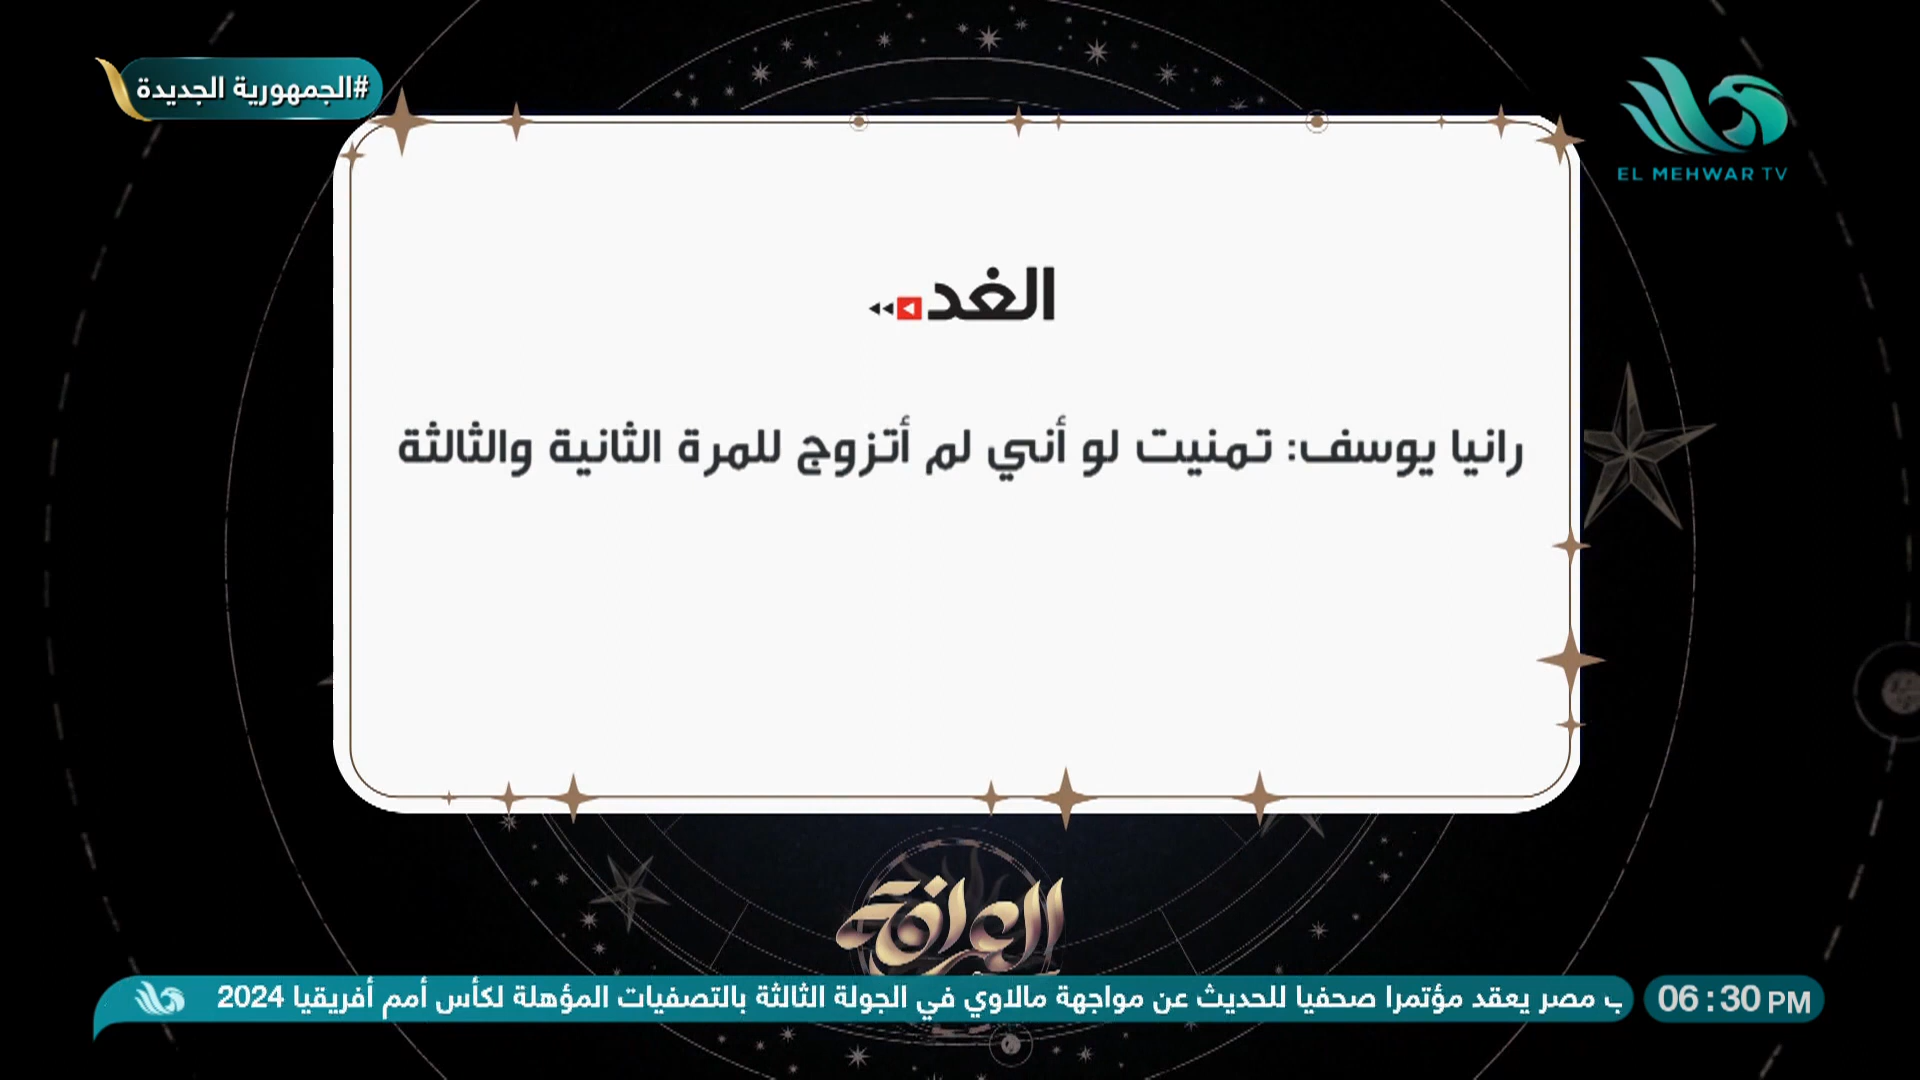 #الجمهورية الجديدة
EL MEHWAR TV
الغد
رانيا يوسف: تمنيت لو أني لم أتزوج للمرة الثانية والثالثة
العرافة
ب مصر يعقد مؤتمرا صحفيا للحديث عن مواجهة مالاوي في الجولة الثالثة بالتصفيات المؤهلة لكأس أمم أفريقيا 2024
06:30 PM